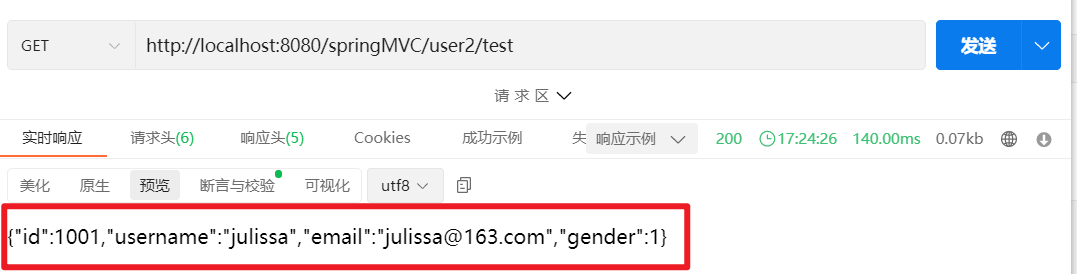 GET http://localhost:8080/springMVC/user2/test 发送
请求区
实时响应 请求头(6) 响应头(5) Cookies 成功示例 失 响应示例 200 17:24:26 140.00ms 0.07kb
美化 原生 预览 断言与校验 可视化 utf8
{"id":1001,"username":"julissa","email":"julissa@163.com","gender":1}